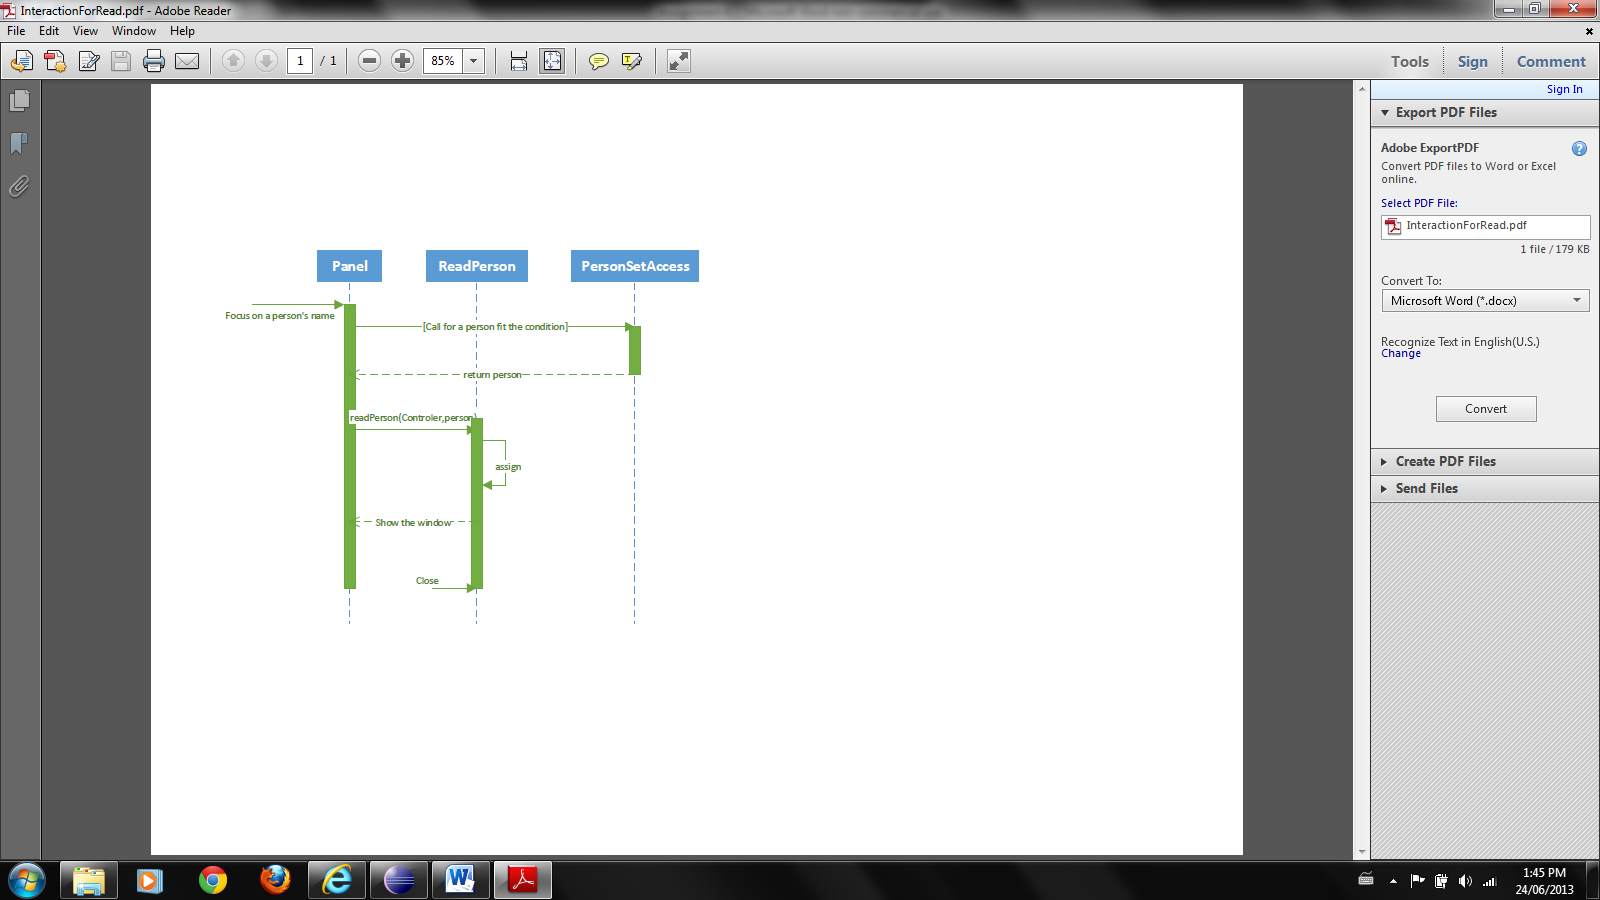 InteractionForRead.pdf - Adobe Reader
File Edit View Window Help
1 / 1 85% Tools Sign Comment
Sign In
Export PDF Files
Adobe ExportPDF
Convert PDF files to Word or Excel
online.
Select PDF File:
InteractionForRead.pdf
1 file / 179 KB
Convert To:
Microsoft Word (*.docx)
Recognize Text in English(U.S.)
Change
Convert
Create PDF Files
Send Files
Panel ReadPerson PersonSetAccess
Focus on a person's name
[Call for a person fit the condition]
return person
readPerson(Controler,person)
assign
Show the window
Close
1:45 PM
24/06/2013